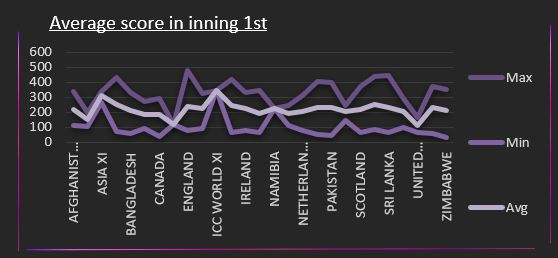 Average score in inning 1st
600
500
400
300
200
100
0
Max
Min
Avg
AFGHANIST…
ASIA XI
BANGLADESH
CANADA
ENGLAND
ICC WORLD XI
IRELAND
NAMIBIA
NETHERLAN…
PAKISTAN
SCOTLAND
SRI LANKA
UNITED…
ZIMBABWE